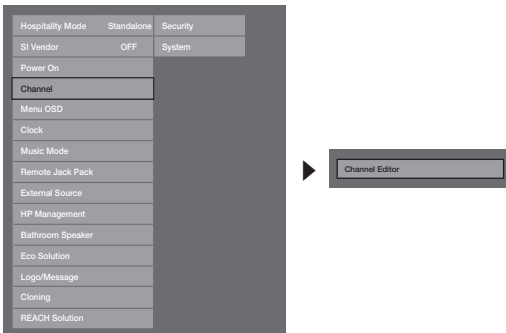 Hospitality Mode Standalone Security
SI Vendor OFF System
Power On
Channel
Menu OSD
Clock
Music Mode
Remote Jack Pack
External Source
HP Management
Bathroom Speaker
Eco Solution
Logo/Message
Cloning
REACH Solution
Channel Editor